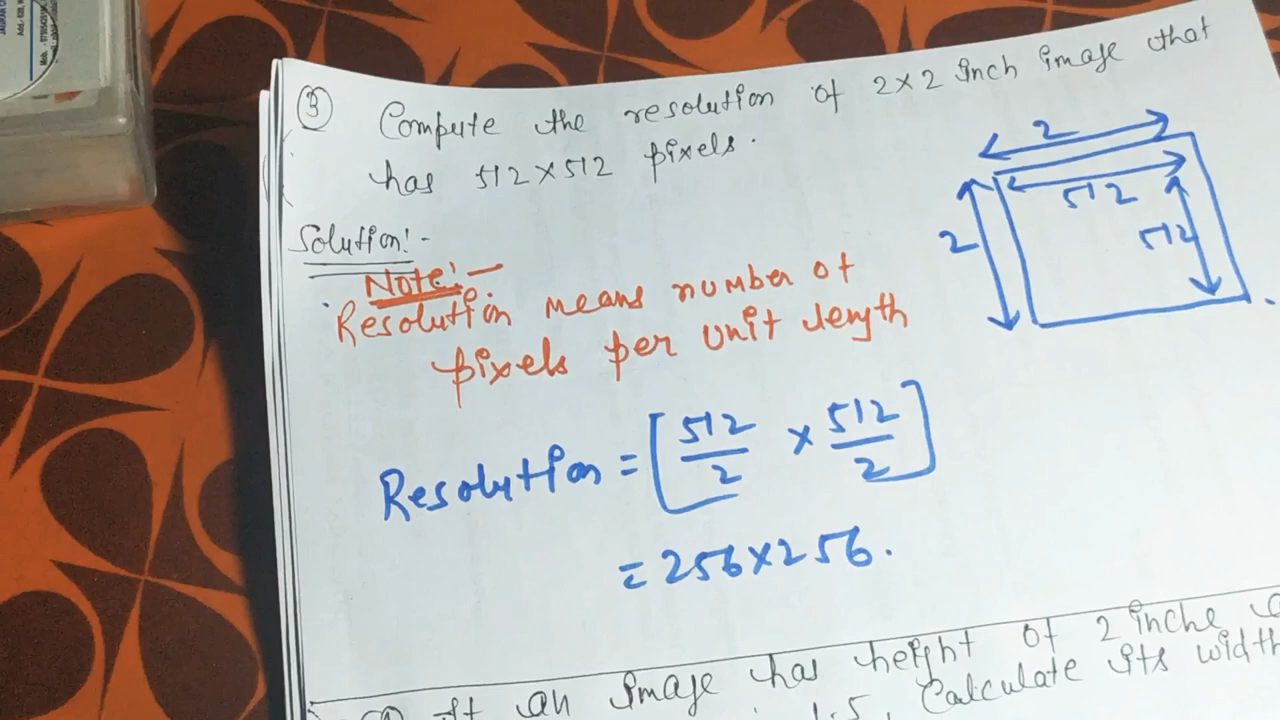 ③ Compute the resolution of 2×2 inch image that
has 512×512 pixels.
Solution:-
Note:-
Resolution means number of
pixels per unit length
2
512
2
512
Resolution = [512/2 × 512/2]
= 256×256.
If an image has height of 2 inche
1.5, Calculate its width